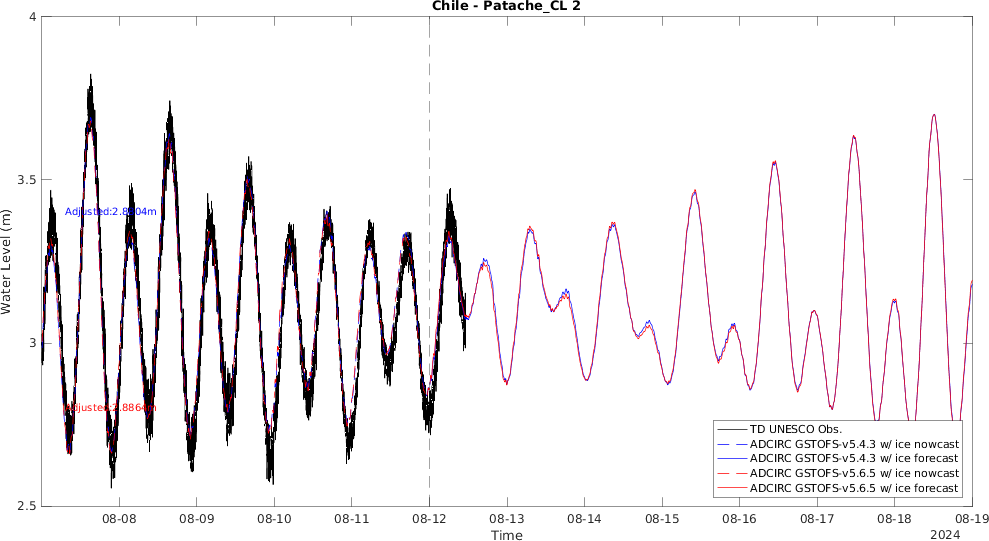 Chile - Patache_CL 2
4
3.5
3
2.5
Water Level (m)
Adjusted:2.8904m
Adjusted:2.8864m
TD UNESCO Obs.
ADCIRC GSTOFS-v5.4.3 w/ ice nowcast
ADCIRC GSTOFS-v5.4.3 w/ ice forecast
ADCIRC GSTOFS-v5.6.5 w/ ice nowcast
ADCIRC GSTOFS-v5.6.5 w/ ice forecast
08-08 08-09 08-10 08-11 08-12 08-13 08-14 08-15 08-16 08-17 08-18 08-19
Time
2024